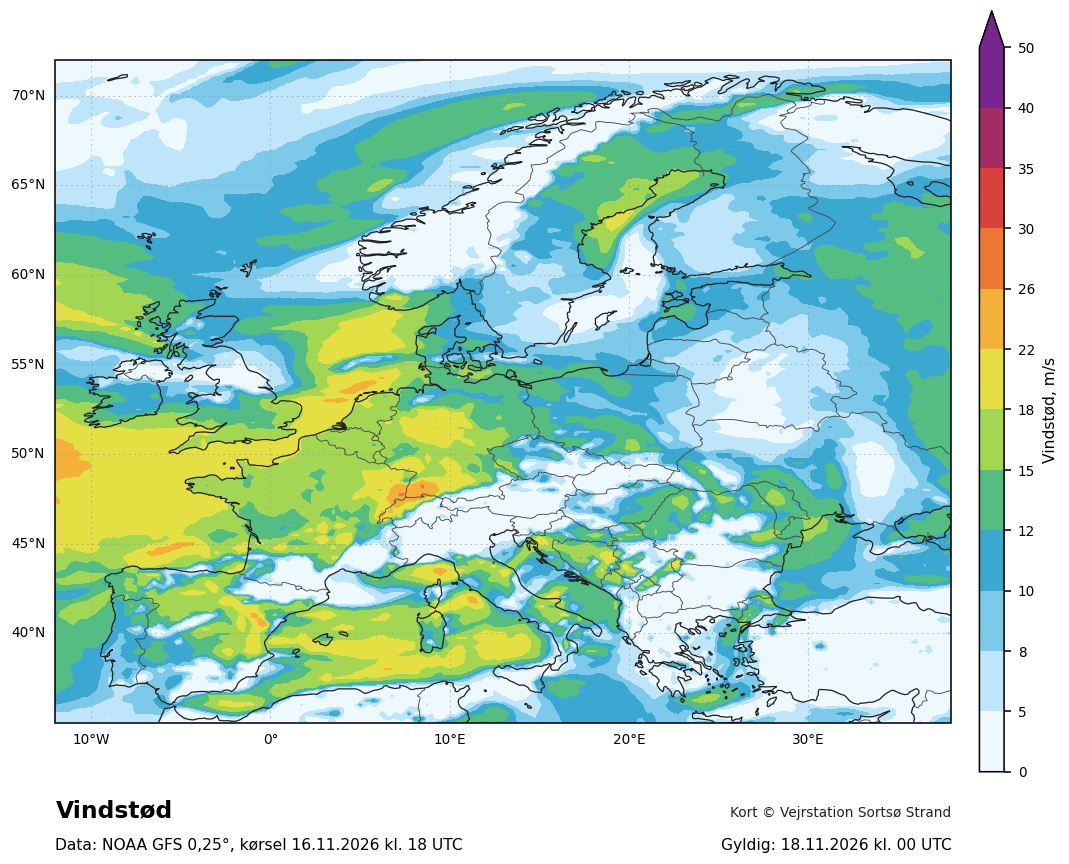 50
40
35
30
26
22
18
15
12
10
8
5
0
Vindstød, m/s
70°N
65°N
60°N
55°N
50°N
45°N
40°N
10°W
0°
10°E
20°E
30°E
Vindstød
Kort © Vejrstation Sortsø Strand
Data: NOAA GFS 0,25°, kørsel 16.11.2026 kl. 18 UTC
Gyldig: 18.11.2026 kl. 00 UTC